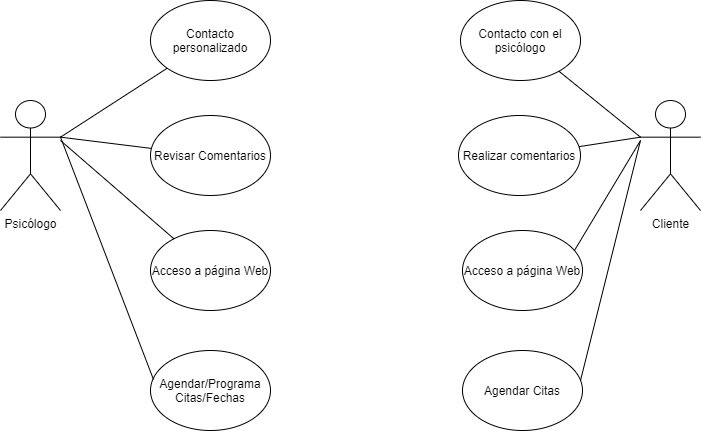 Contacto
personalizado
Contacto con el
psicólogo
Revisar Comentarios
Realizar comentarios
Psicólogo
Cliente
Acceso a página Web
Acceso a página Web
Agendar/Programa
Citas/Fechas
Agendar Citas